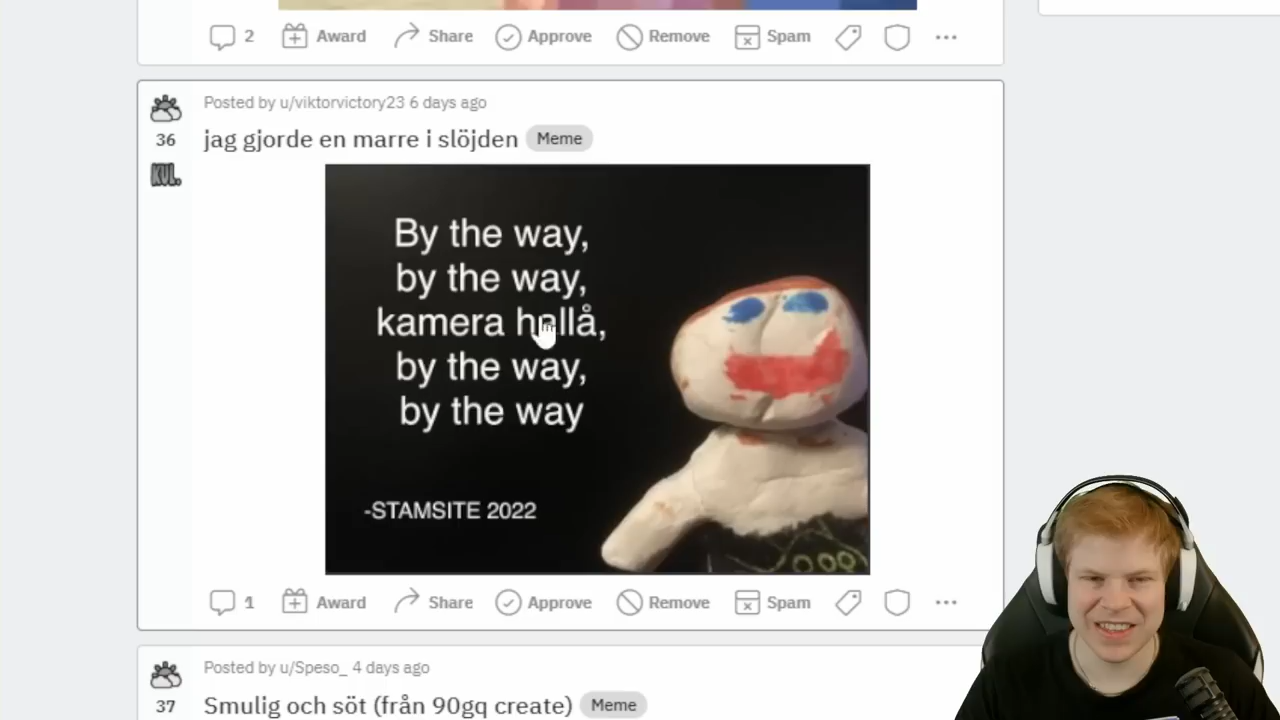 2 Award Share Approve Remove Spam
Posted by u/viktorvictory23 6 days ago
36 jag gjorde en marre i slöjden Meme
KUL.
By the way,
by the way,
kamera hallå,
by the way,
by the way
-STAMSITE 2022
1 Award Share Approve Remove Spam
Posted by u/Speso_ 4 days ago
37 Smulig och söt (från 90gq create) Meme